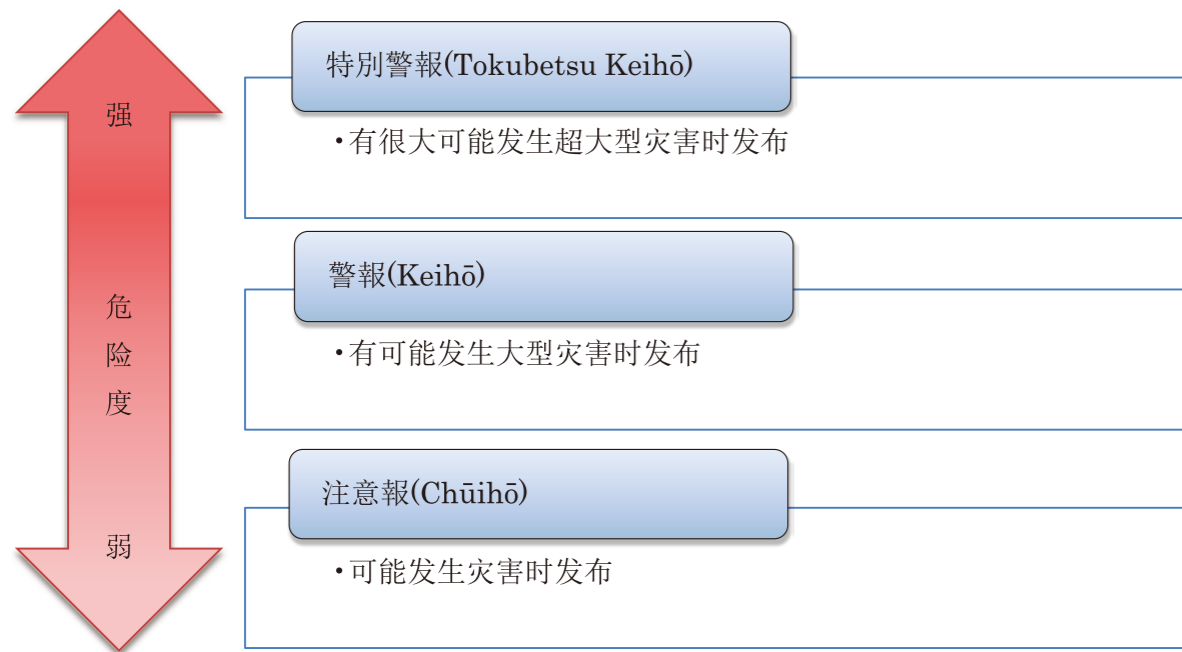 强
危
险
度
弱
特別警報(Tokubetsu Keihō)
・有很大可能发生超大型灾害时发布
警報(Keihō)
・有可能发生大型灾害时发布
注意報(Chūihō)
・可能发生灾害时发布